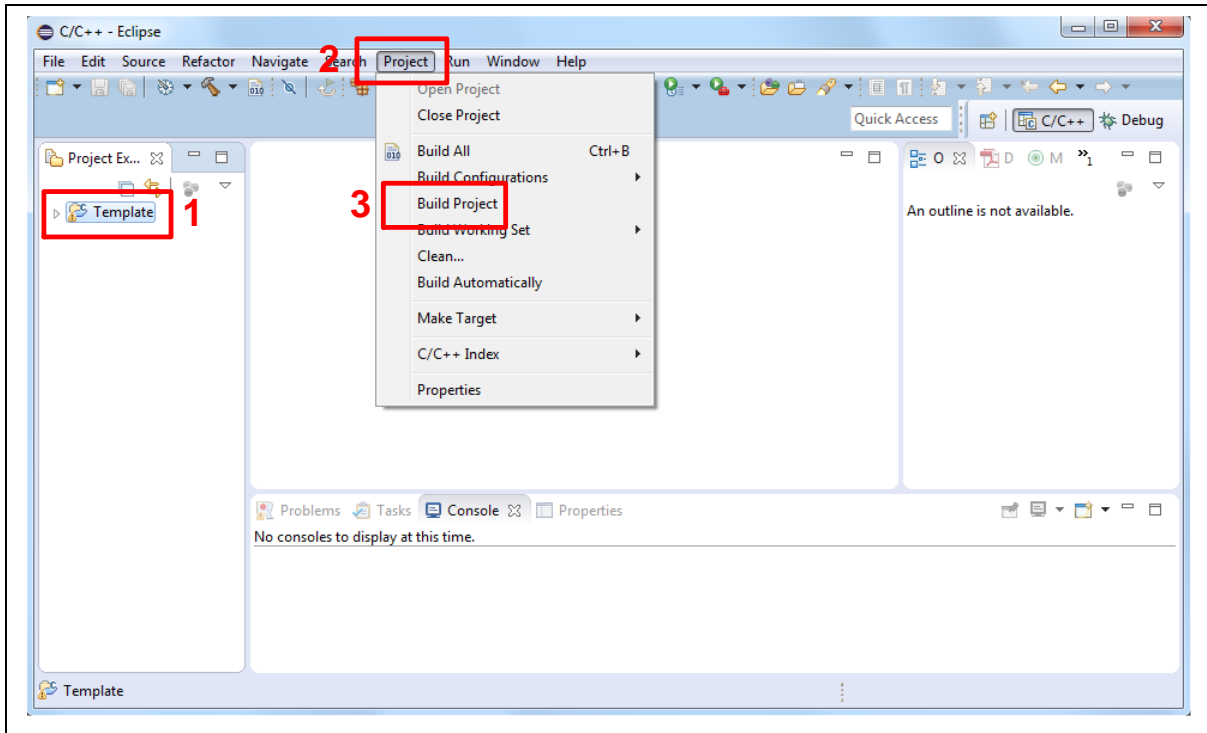 C/C++ - Eclipse
File Edit Source Refactor Navigate Search Project Run Window Help
2
Quick Access
C/C++
Debug
Project Ex...
Template
1
Open Project
Close Project
Build All Ctrl+B
Build Configurations
3
Build Project
Build Working Set
Clean...
Build Automatically
Make Target
C/C++ Index
Properties
O
D
M
»1
An outline is not available.
Problems Tasks Console Properties
No consoles to display at this time.
Template